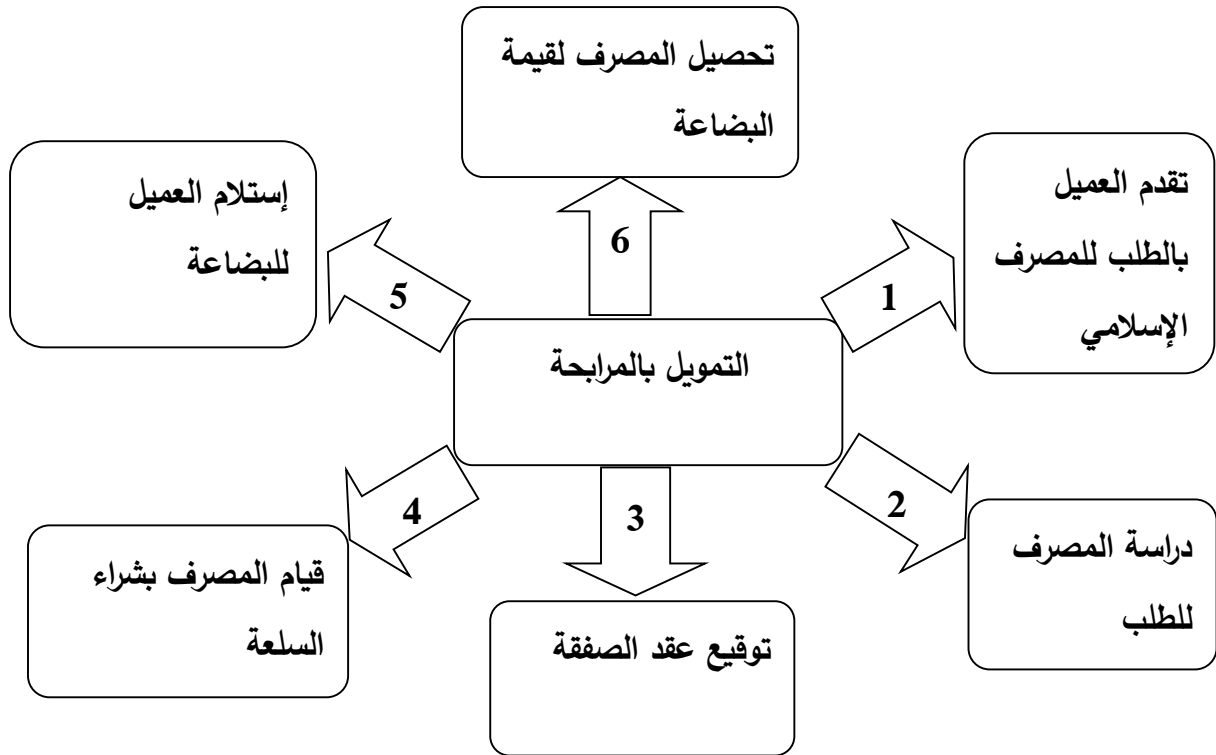 تحصيل المصرف لقيمة
البضاعة
تقدم العميل
بالطلب للمصرف
الإسلامي
إستلام العميل
للبضاعة
6
1
5
التمويل بالمرابحة
4
3
2
دراسة المصرف
للطلب
قيام المصرف بشراء
السلعة
توقيع عقد الصفقة